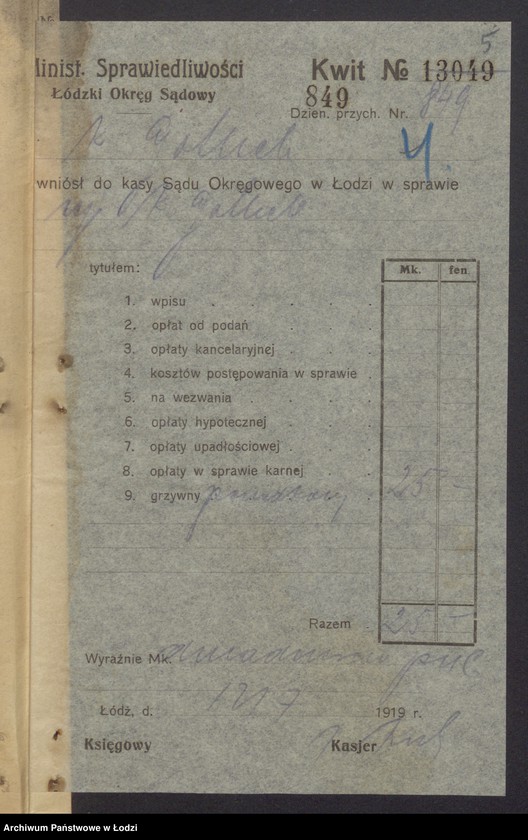 5
Minist. Sprawiedliwości
Kwit № 13049
Łódzki Okręg Sądowy
849
Dzien. przych. Nr. 849
4.
wniósł do kasy Sądu Okręgowego w Łodzi w sprawie
tytułem:
Mk. fen
1. wpisu
2. opłat od podań
3. opłaty kancelaryjnej
4. kosztów postępowania w sprawie
5. na wezwania
6. opłaty hypotecznej
7. opłaty upadłościowej
8. opłaty w sprawie karnej
9. grzywny 25 —
Razem 25 —
Wyraźnie Mk. dwadzieścia pięć
Łódź, d. 1919 r.
Księgowy Kasjer
Archiwum Państwowe w Łodzi